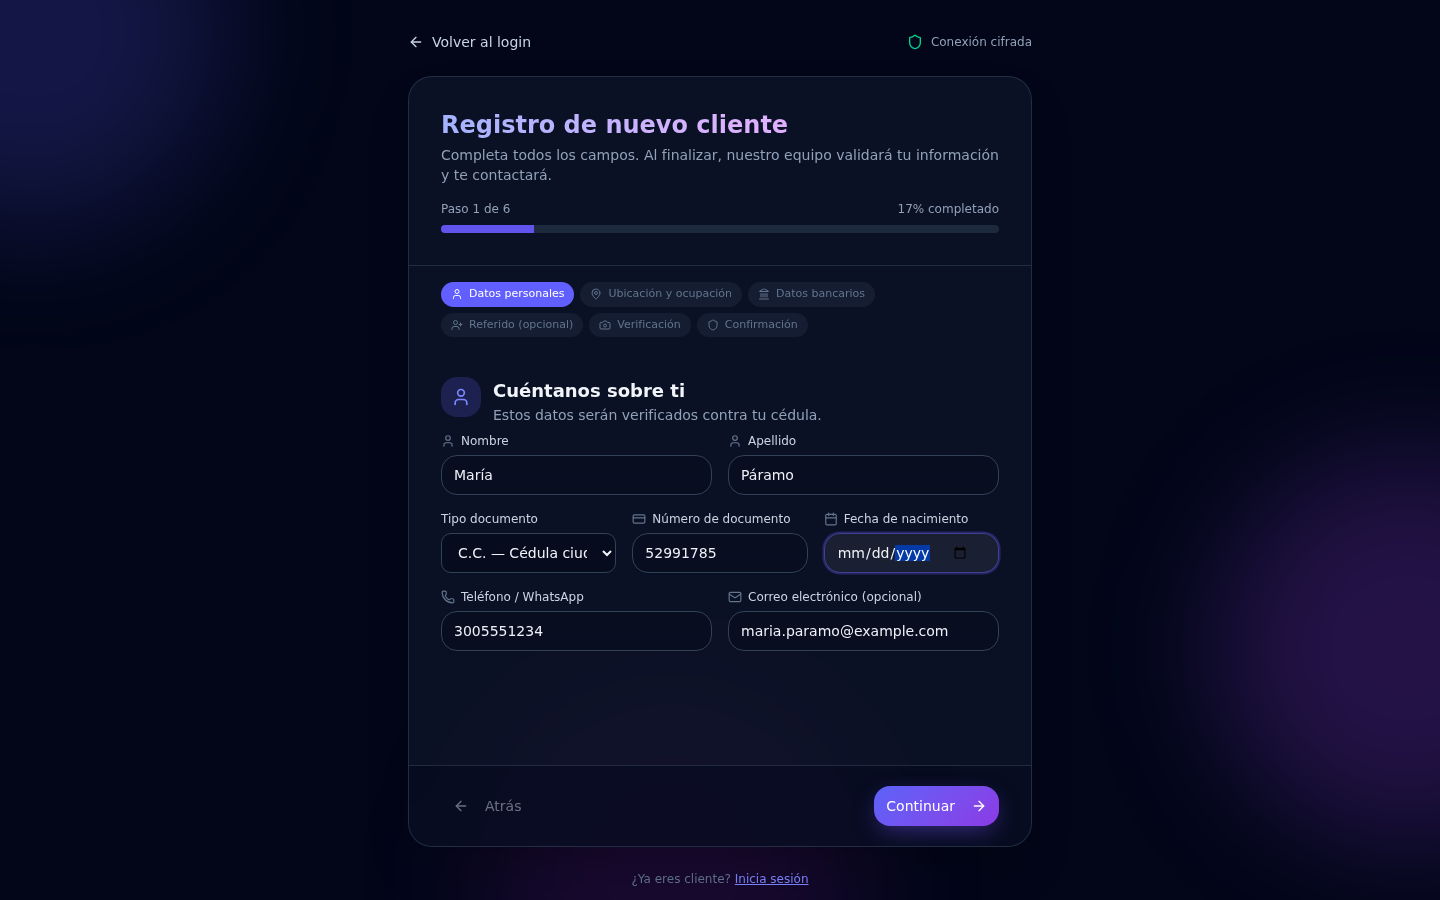 Volver al login
Conexión cifrada
Registro de nuevo cliente
Completa todos los campos. Al finalizar, nuestro equipo validará tu información
y te contactará.
Paso 1 de 6
17% completado
Datos personales
Ubicación y ocupación
Datos bancarios
Referido (opcional)
Verificación
Confirmación
Cuéntanos sobre ti
Estos datos serán verificados contra tu cédula.
Nombre
Apellido
María
Páramo
Tipo documento
Número de documento
Fecha de nacimiento
C.C. — Cédula ciud
52991785
mm/dd/yyyy
Teléfono / WhatsApp
Correo electrónico (opcional)
3005551234
maria.paramo@example.com
Atrás
Continuar
¿Ya eres cliente? Inicia sesión